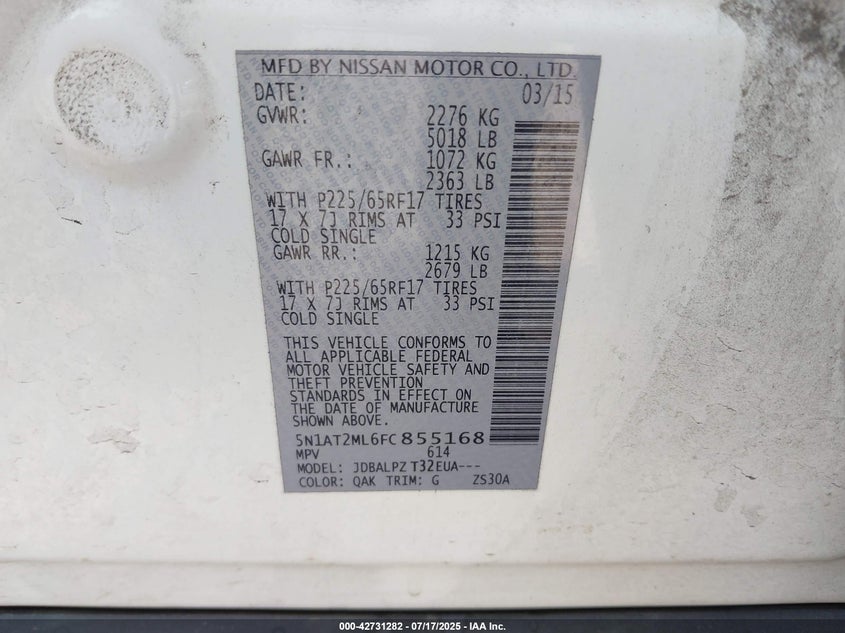 MFD BY NISSAN MOTOR CO., LTD.
DATE: 03/15
GVWR: 2276 KG
5018 LB
GAWR FR.: 1072 KG
2363 LB
WITH P225/65RF17 TIRES
17 X 7J RIMS AT 33 PSI
COLD SINGLE
GAWR RR.: 1215 KG
2679 LB
WITH P225/65RF17 TIRES
17 X 7J RIMS AT 33 PSI
COLD SINGLE
THIS VEHICLE CONFORMS TO
ALL APPLICABLE FEDERAL
MOTOR VEHICLE SAFETY AND
THEFT PREVENTION
STANDARDS IN EFFECT ON
THE DATE OF MANUFACTURE
SHOWN ABOVE.
5N1AT2ML6FC855168
MPV 614
MODEL: JDBALPZ T32EUA---
COLOR: QAK TRIM: G ZS30A
000-42731282 / 07/17/2025 - IAA Inc.